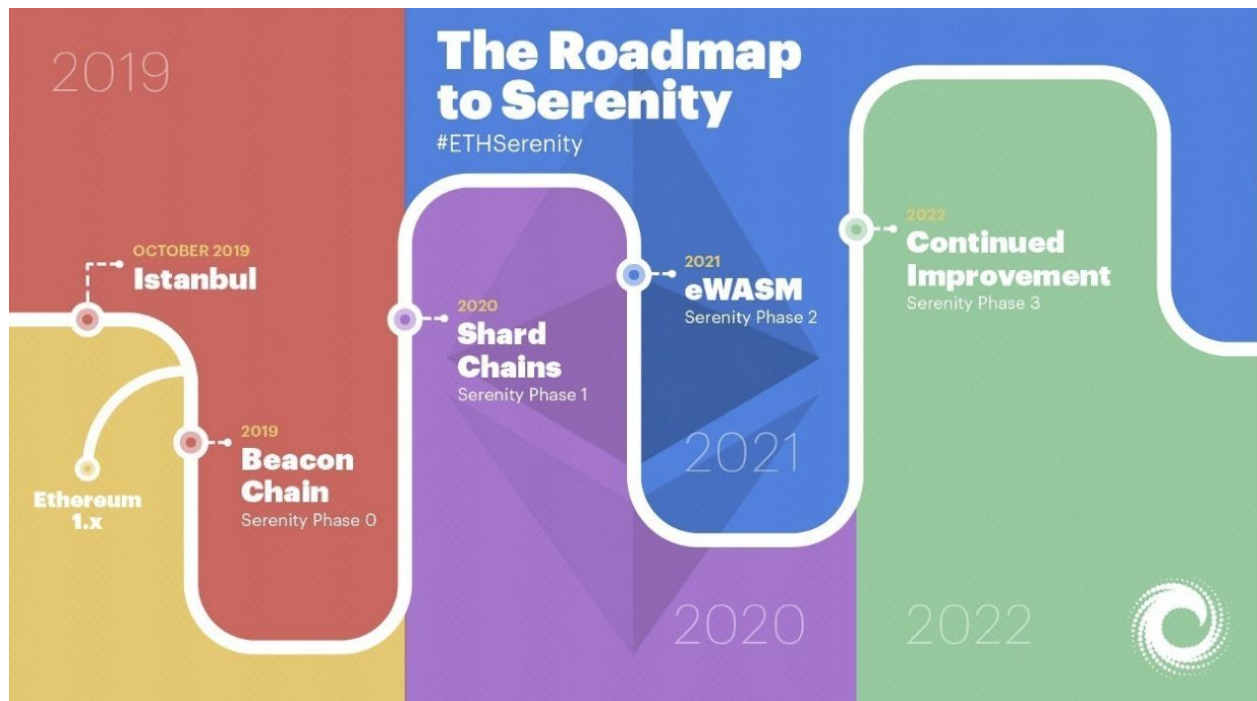 2019
The Roadmap
to Serenity
#ETHSerenity
OCTOBER 2019
Istanbul
Ethereum
1.x
2019
Beacon
Chain
Serenity Phase 0
2020
Shard
Chains
Serenity Phase 1
2021
eWASM
Serenity Phase 2
2021
2020
2022
Continued
Improvement
Serenity Phase 3
2022